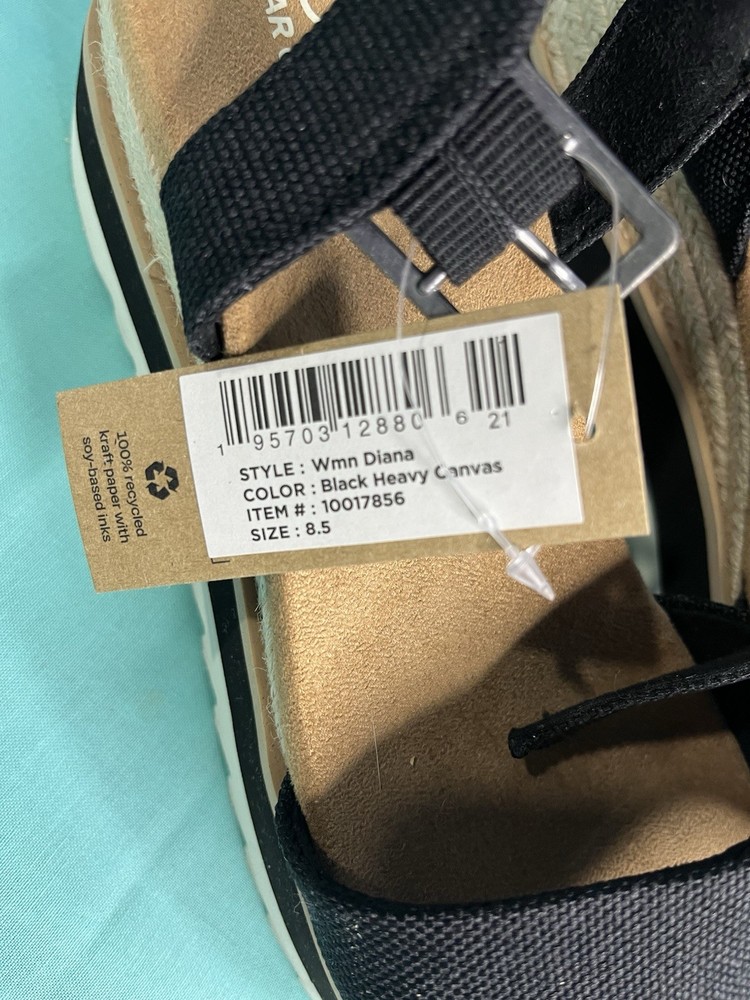 AR
1 95703 12880 6 21
STYLE : Wmn Diana
COLOR : Black Heavy Canvas
ITEM # : 10017856
SIZE : 8.5
100% recycled
kraft paper with
soy-based inks